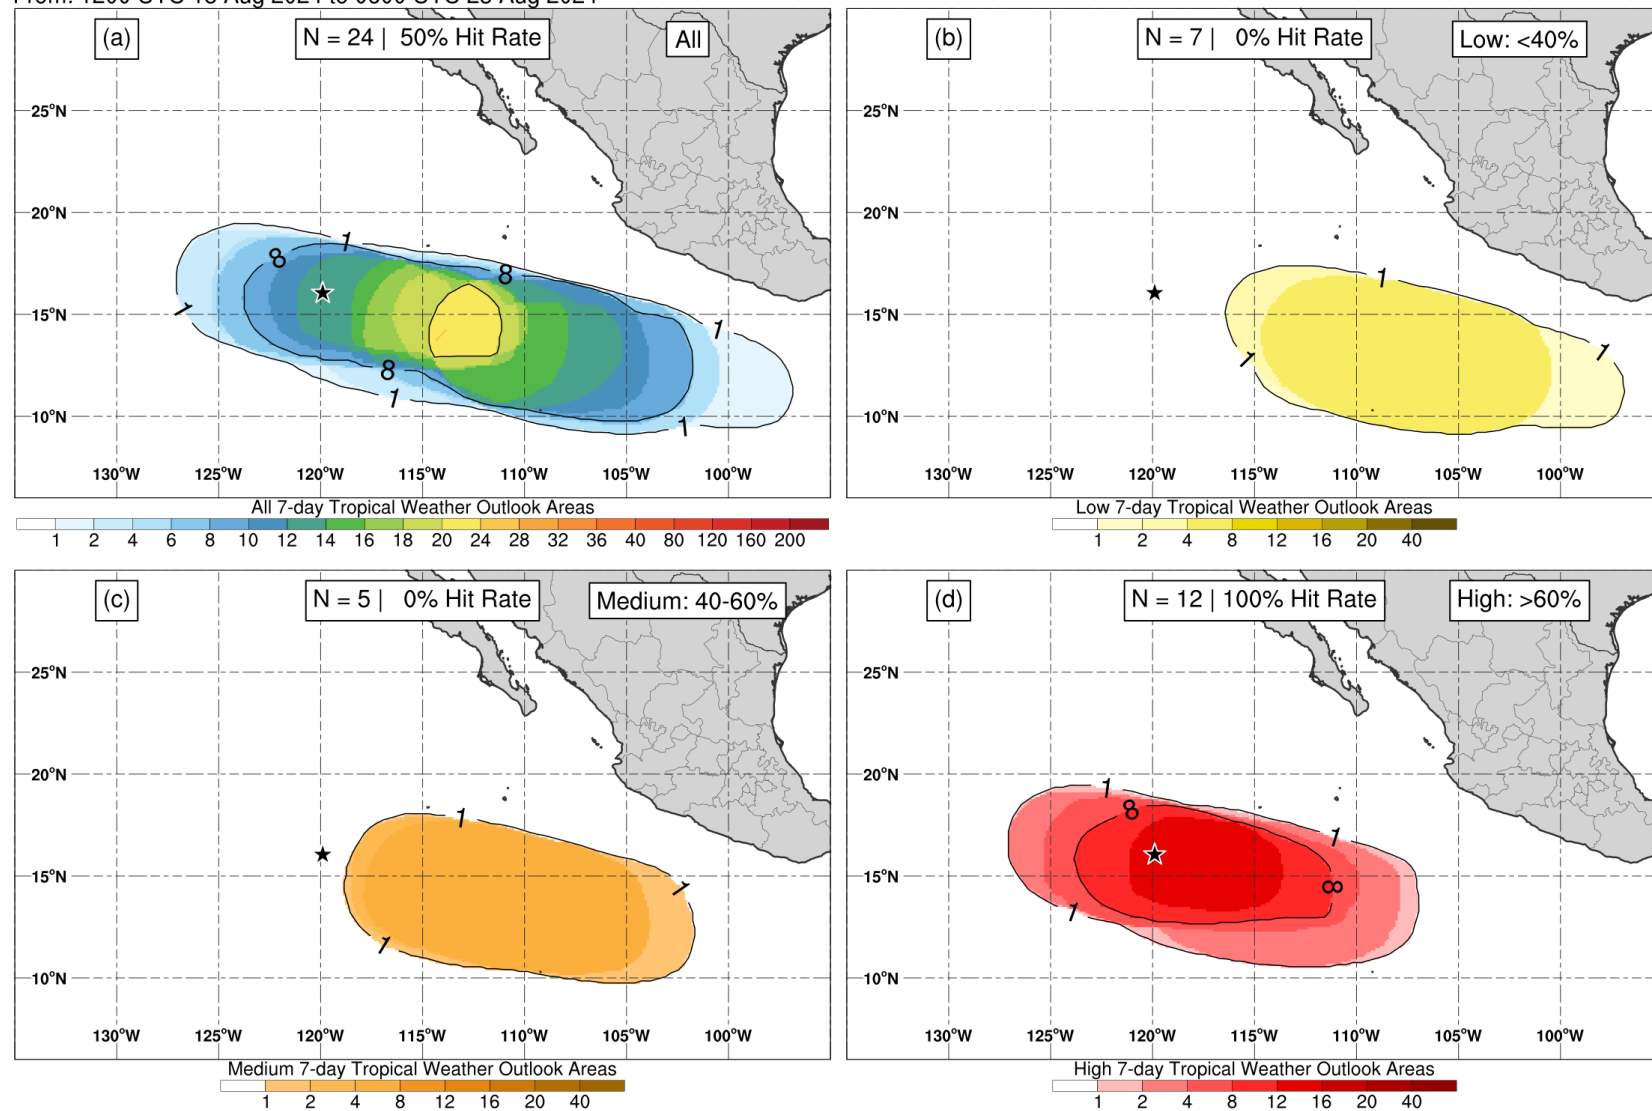 (a)
N = 24 | 50% Hit Rate
All
25°N
20°N
15°N
10°N
130°W 125°W 120°W 115°W 110°W 105°W 100°W
1
8
8
1
1
8
1
1
All 7-day Tropical Weather Outlook Areas
1 2 4 6 8 10 12 14 16 18 20 24 28 32 36 40 80 120 160 200
(b)
N = 7 | 0% Hit Rate
Low: <40%
25°N
20°N
15°N
10°N
130°W 125°W 120°W 115°W 110°W 105°W 100°W
1
1
1
Low 7-day Tropical Weather Outlook Areas
1 2 4 8 12 16 20 40
(c)
N = 5 | 0% Hit Rate
Medium: 40-60%
25°N
20°N
15°N
10°N
130°W 125°W 120°W 115°W 110°W 105°W 100°W
1
1
1
Medium 7-day Tropical Weather Outlook Areas
1 2 4 8 12 16 20 40
(d)
N = 12 | 100% Hit Rate
High: >60%
25°N
20°N
15°N
10°N
130°W 125°W 120°W 115°W 110°W 105°W 100°W
1
8
1
8
1
High 7-day Tropical Weather Outlook Areas
1 2 4 8 12 16 20 40